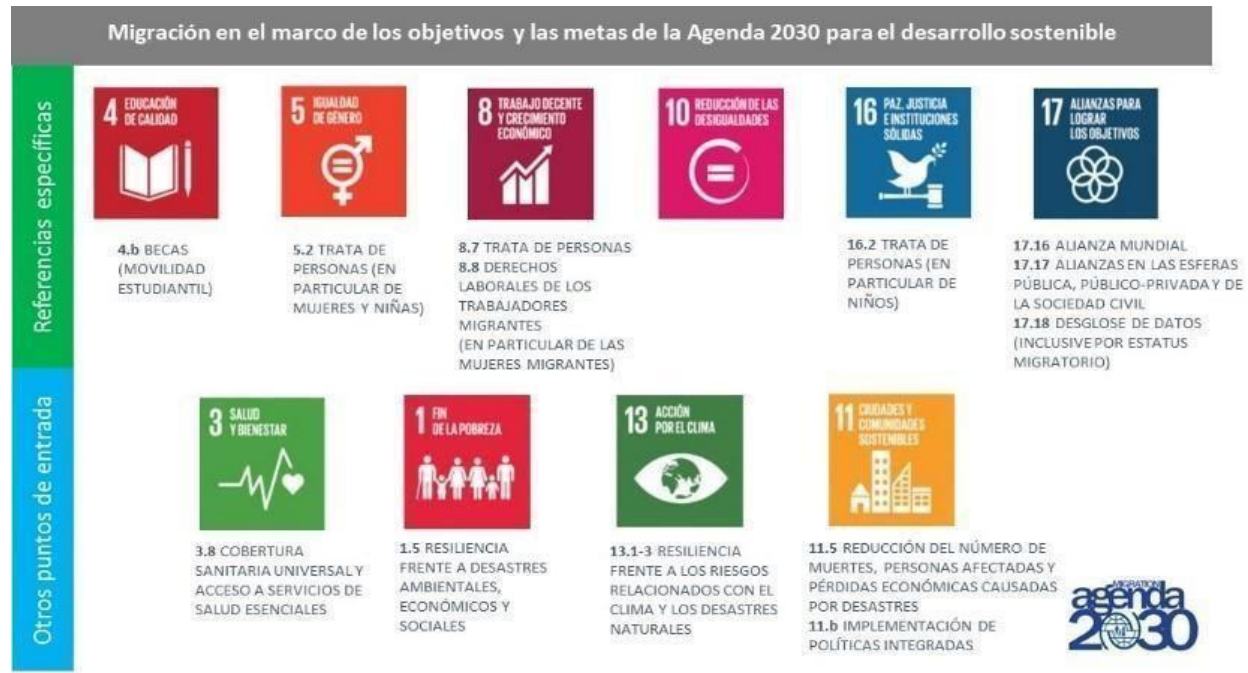 Migración en el marco de los objetivos y las metas de la Agenda 2030 para el desarrollo sostenible
Referencias específicas
4 EDUCACIÓN
DE CALIDAD
4.b BECAS
(MOVILIDAD
ESTUDIANTIL)
5 IGUALDAD
DE GÉNERO
5.2 TRATA DE
PERSONAS (EN
PARTICULAR DE
MUJERES Y NIÑAS)
8 TRABAJO DECENTE
Y CRECIMIENTO
ECONÓMICO
8.7 TRATA DE PERSONAS
8.8 DERECHOS
LABORALES DE LOS
TRABAJADORES
MIGRANTES
(EN PARTICULAR DE LAS
MUJERES MIGRANTES)
10 REDUCCIÓN DE LAS
DESIGUALDADES
16 PAZ, JUSTICIA
E INSTITUCIONES
SÓLIDAS
16.2 TRATA DE
PERSONAS (EN
PARTICULAR DE
NIÑOS)
17 ALIANZAS PARA
LOGRAR
LOS OBJETIVOS
17.16 ALIANZA MUNDIAL
17.17 ALIANZAS EN LAS ESFERAS
PÚBLICA, PÚBLICO-PRIVADA Y DE
LA SOCIEDAD CIVIL
17.18 DESGLOSE DE DATOS
(INCLUSIVE POR ESTATUS
MIGRATORIO)
Otros puntos de entrada
3 SALUD
Y BIENESTAR
3.8 COBERTURA
SANITARIA UNIVERSAL Y
ACCESO A SERVICIOS DE
SALUD ESENCIALES
1 FIN
DE LA POBREZA
1.5 RESILIENCIA
FRENTE A DESASTRES
AMBIENTALES,
ECONÓMICOS Y
SOCIALES
13 ACCIÓN
POR EL CLIMA
13.1-3 RESILIENCIA
FRENTE A LOS RIESGOS
RELACIONADOS CON EL
CLIMA Y LOS DESASTRES
NATURALES
11 CIUDADES Y
COMUNIDADES
SOSTENIBLES
11.5 REDUCCIÓN DEL NÚMERO DE
MUERTES, PERSONAS AFECTADAS Y
PÉRDIDAS ECONÓMICAS CAUSADAS
POR DESASTRES
11.b IMPLEMENTACIÓN DE
POLÍTICAS INTEGRADAS
MIGRATION
agenda
2030